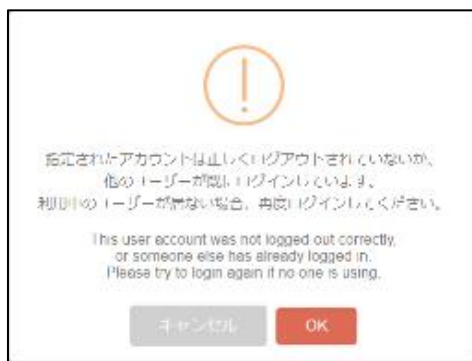 指定されたアカウントは正しくログアウトされていないか、
他のユーザーが既にログインしています。
利用中のユーザーが居ない場合、再度ログインしてください。
This user account was not logged out correctly,
or someone else has already logged in.
Please try to login again if no one is using.
キャンセル
OK